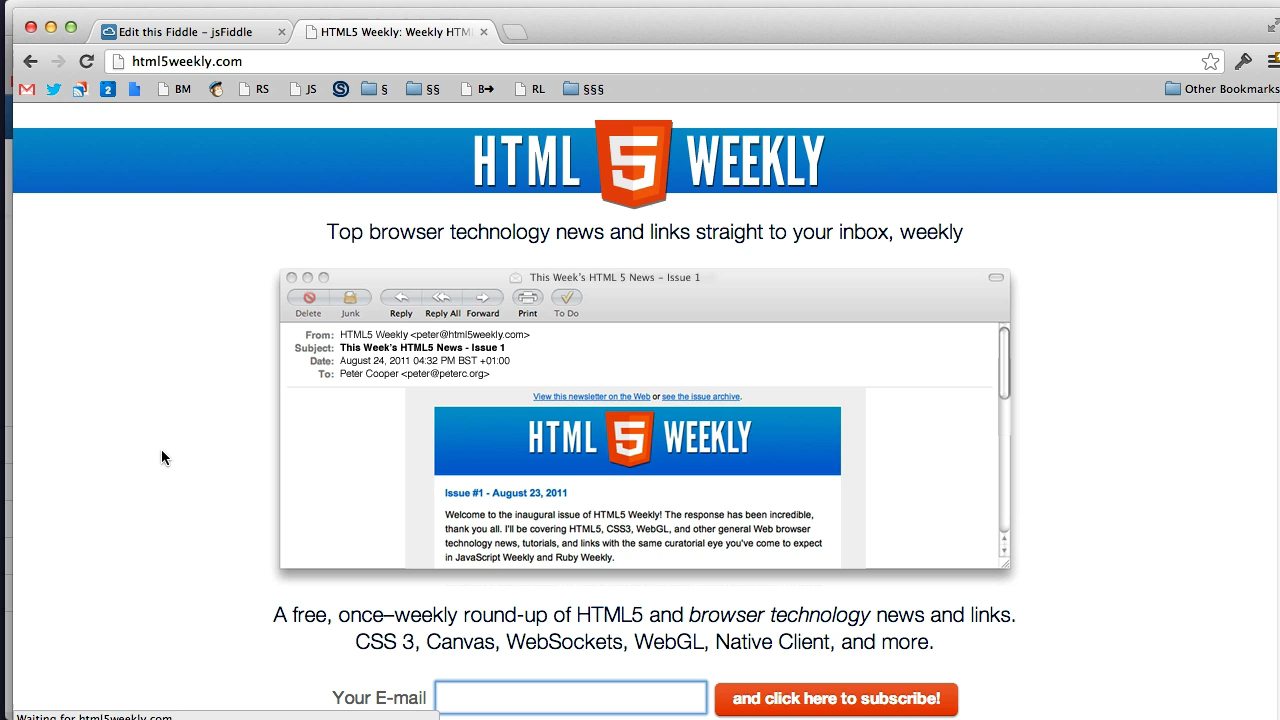 Edit this Fiddle - jsFiddle
HTML5 Weekly: Weekly HTM
html5weekly.com
2 BM RS JS S § §§ B→ RL §§§ Other Bookmarks
HTML 5 WEEKLY
Top browser technology news and links straight to your inbox, weekly
This Week's HTML 5 News – Issue 1
Delete Junk Reply Reply All Forward Print To Do
From: HTML5 Weekly <peter@html5weekly.com>
Subject: This Week's HTML5 News - Issue 1
Date: August 24, 2011 04:32 PM BST +01:00
To: Peter Cooper <peter@peterc.org>
View this newsletter on the Web or see the issue archive.
HTML 5 WEEKLY
Issue #1 - August 23, 2011
Welcome to the inaugural issue of HTML5 Weekly! The response has been incredible,
thank you all. I'll be covering HTML5, CSS3, WebGL, and other general Web browser
technology news, tutorials, and links with the same curatorial eye you've come to expect
in JavaScript Weekly and Ruby Weekly.
A free, once–weekly round-up of HTML5 and browser technology news and links.
CSS 3, Canvas, WebSockets, WebGL, Native Client, and more.
Your E-mail and click here to subscribe!
Waiting for html5weekly.com